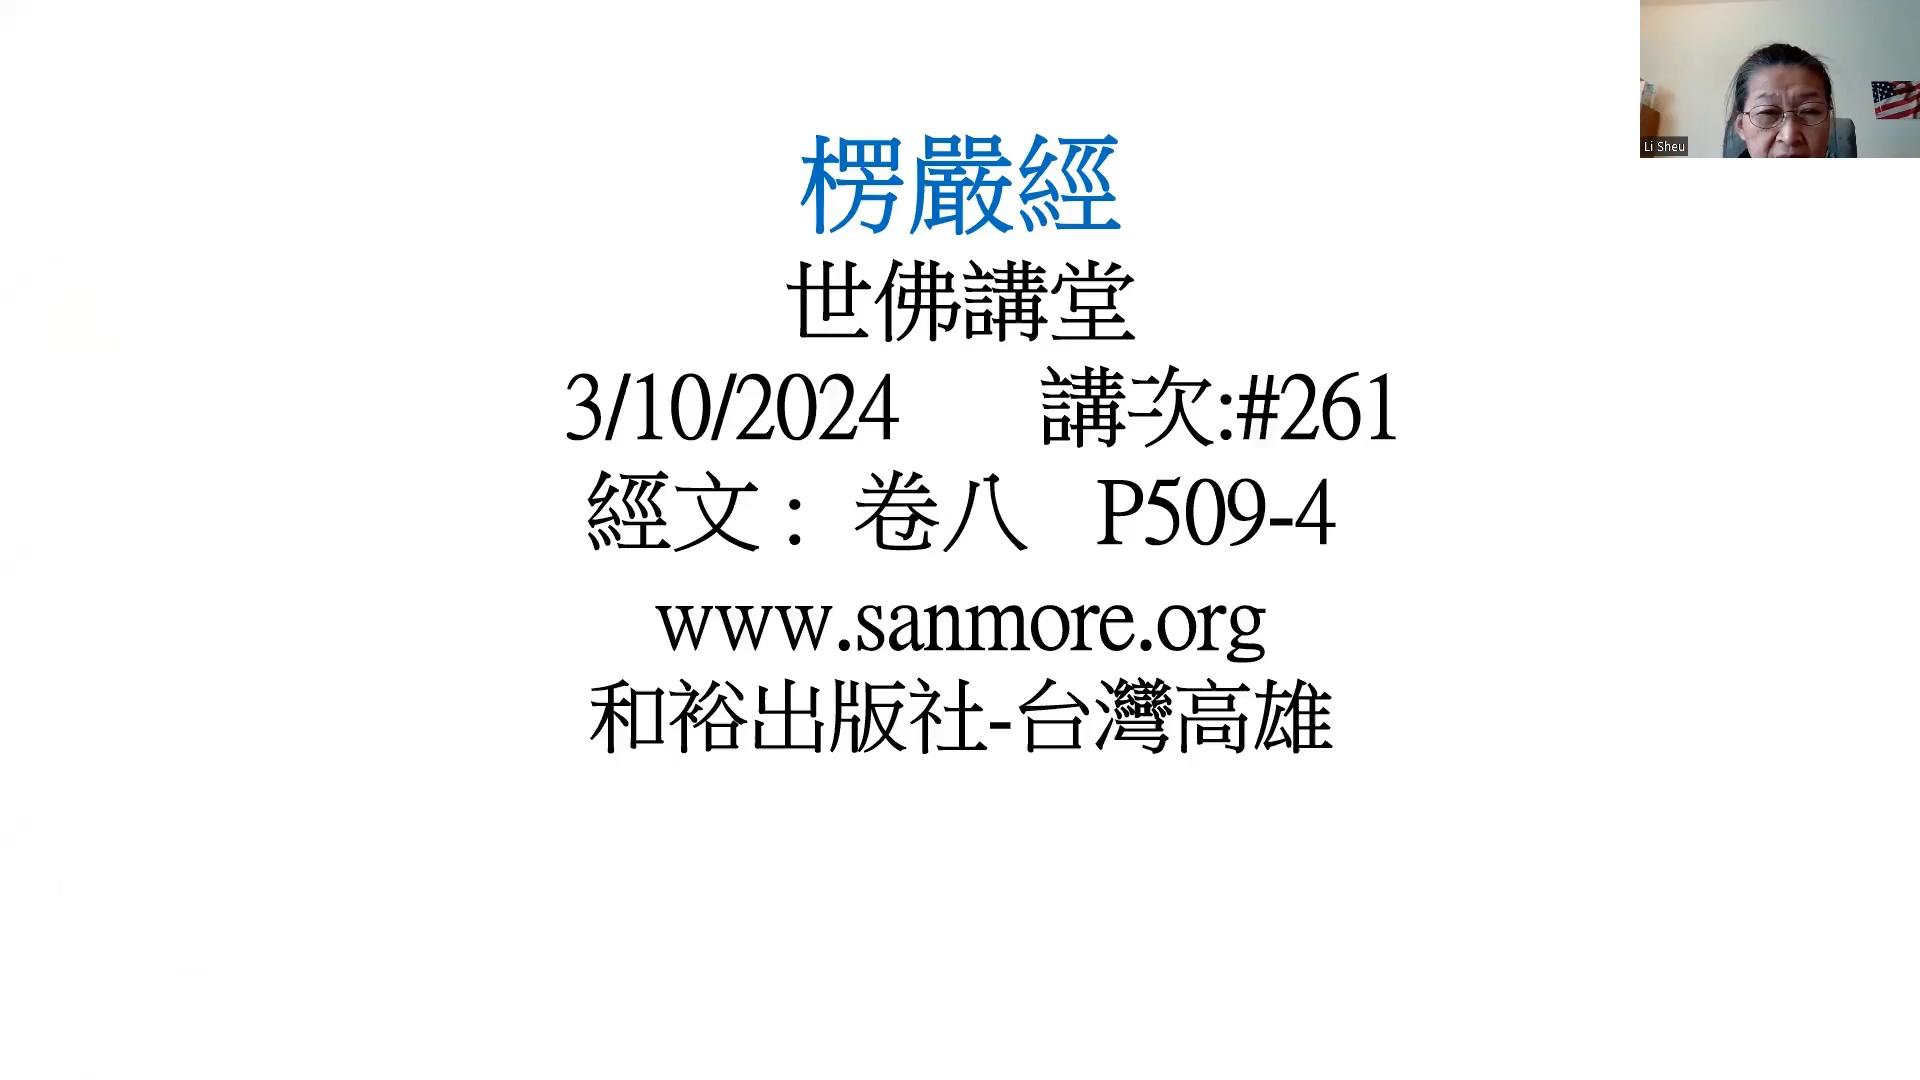 楞嚴經
世佛講堂
3/10/2024 講次:#261
經文 : 卷八 P509-4
www.sanmore.org
和裕出版社-台灣高雄
Li Sheu